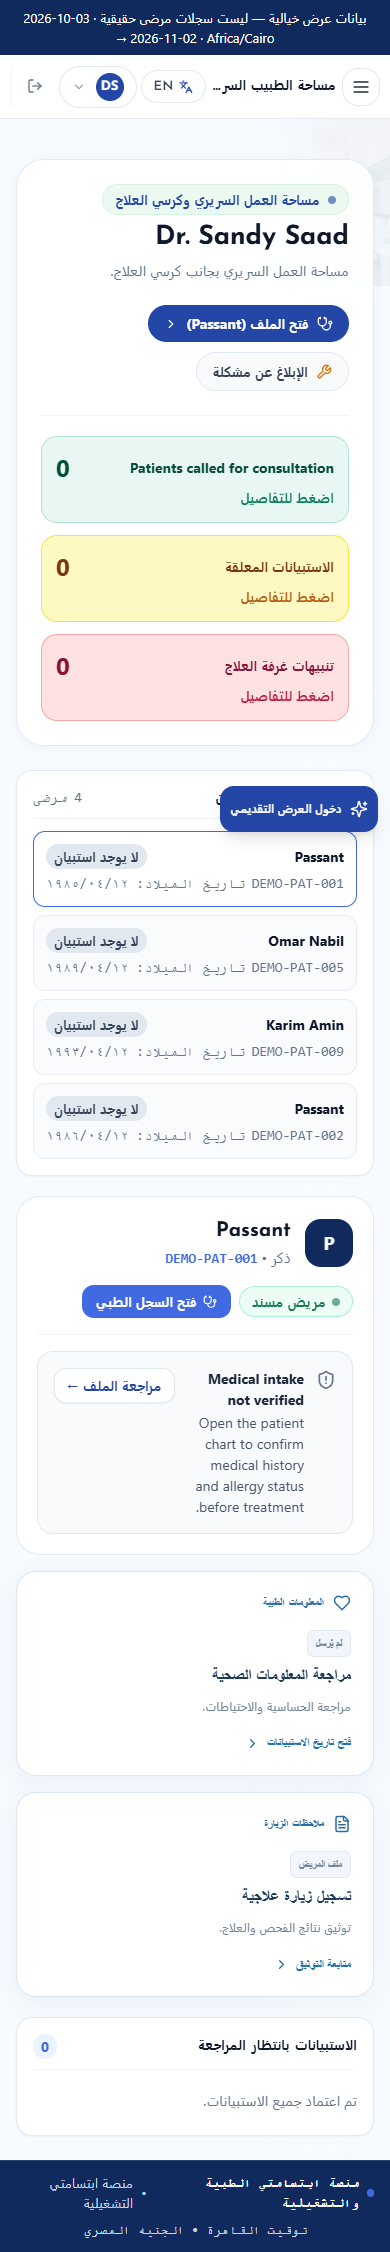 بيانات عرض خيالية — ليست سجلات مرضى حقيقية · 2026-10-03
→ 2026-11-02 · Africa/Cairo
مساحة الطبيب السر...
EN
DS
مساحة العمل السريري وكرسي العلاج
Dr. Sandy Saad
مساحة العمل السريري بجانب كرسي العلاج.
فتح الملف (Passant)
الإبلاغ عن مشكلة
Patients called for consultation
0
اضغط للتفاصيل
الاستبيانات المعلقة
0
اضغط للتفاصيل
تنبيهات غرفة العلاج
0
اضغط للتفاصيل
4 مرضى
دخول العرض التقديمي
Passant
لا يوجد استبيان
DEMO-PAT-001 تاريخ الميلاد: ١٩٨٥/٠٤/١٢
Omar Nabil
لا يوجد استبيان
DEMO-PAT-005 تاريخ الميلاد: ١٩٨٩/٠٤/١٢
Karim Amin
لا يوجد استبيان
DEMO-PAT-009 تاريخ الميلاد: ١٩٩٣/٠٤/١٢
Passant
لا يوجد استبيان
DEMO-PAT-002 تاريخ الميلاد: ١٩٨٦/٠٤/١٢
P
Passant
ذكر • DEMO-PAT-001
مريض مسند
فتح السجل الطبي
Medical intake
not verified
Open the patient
chart to confirm
medical history
and allergy status
.before treatment
مراجعة الملف ←
المعلومات الطبية
لم يُرسل
مراجعة المعلومات الصحية
مراجعة الحساسية والاحتياطات.
فتح تاريخ الاستبيانات
ملاحظات الزيارة
ملف المريض
تسجيل زيارة علاجية
توثيق نتائج الفحص والعلاج.
متابعة التوثيق
الاستبيانات بانتظار المراجعة
0
تم اعتماد جميع الاستبيانات.
منصة ابتسامتي الطبية
والتشغيلية
•
منصة ابتسامتي
التشغيلية
توقيت القاهرة • الجنيه المصري